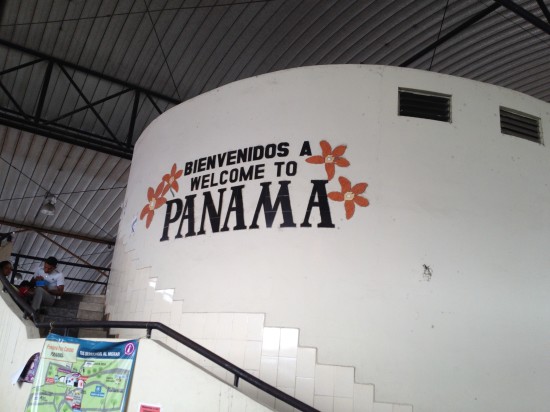 BIENVENIDOS A
WELCOME TO
PANAMA